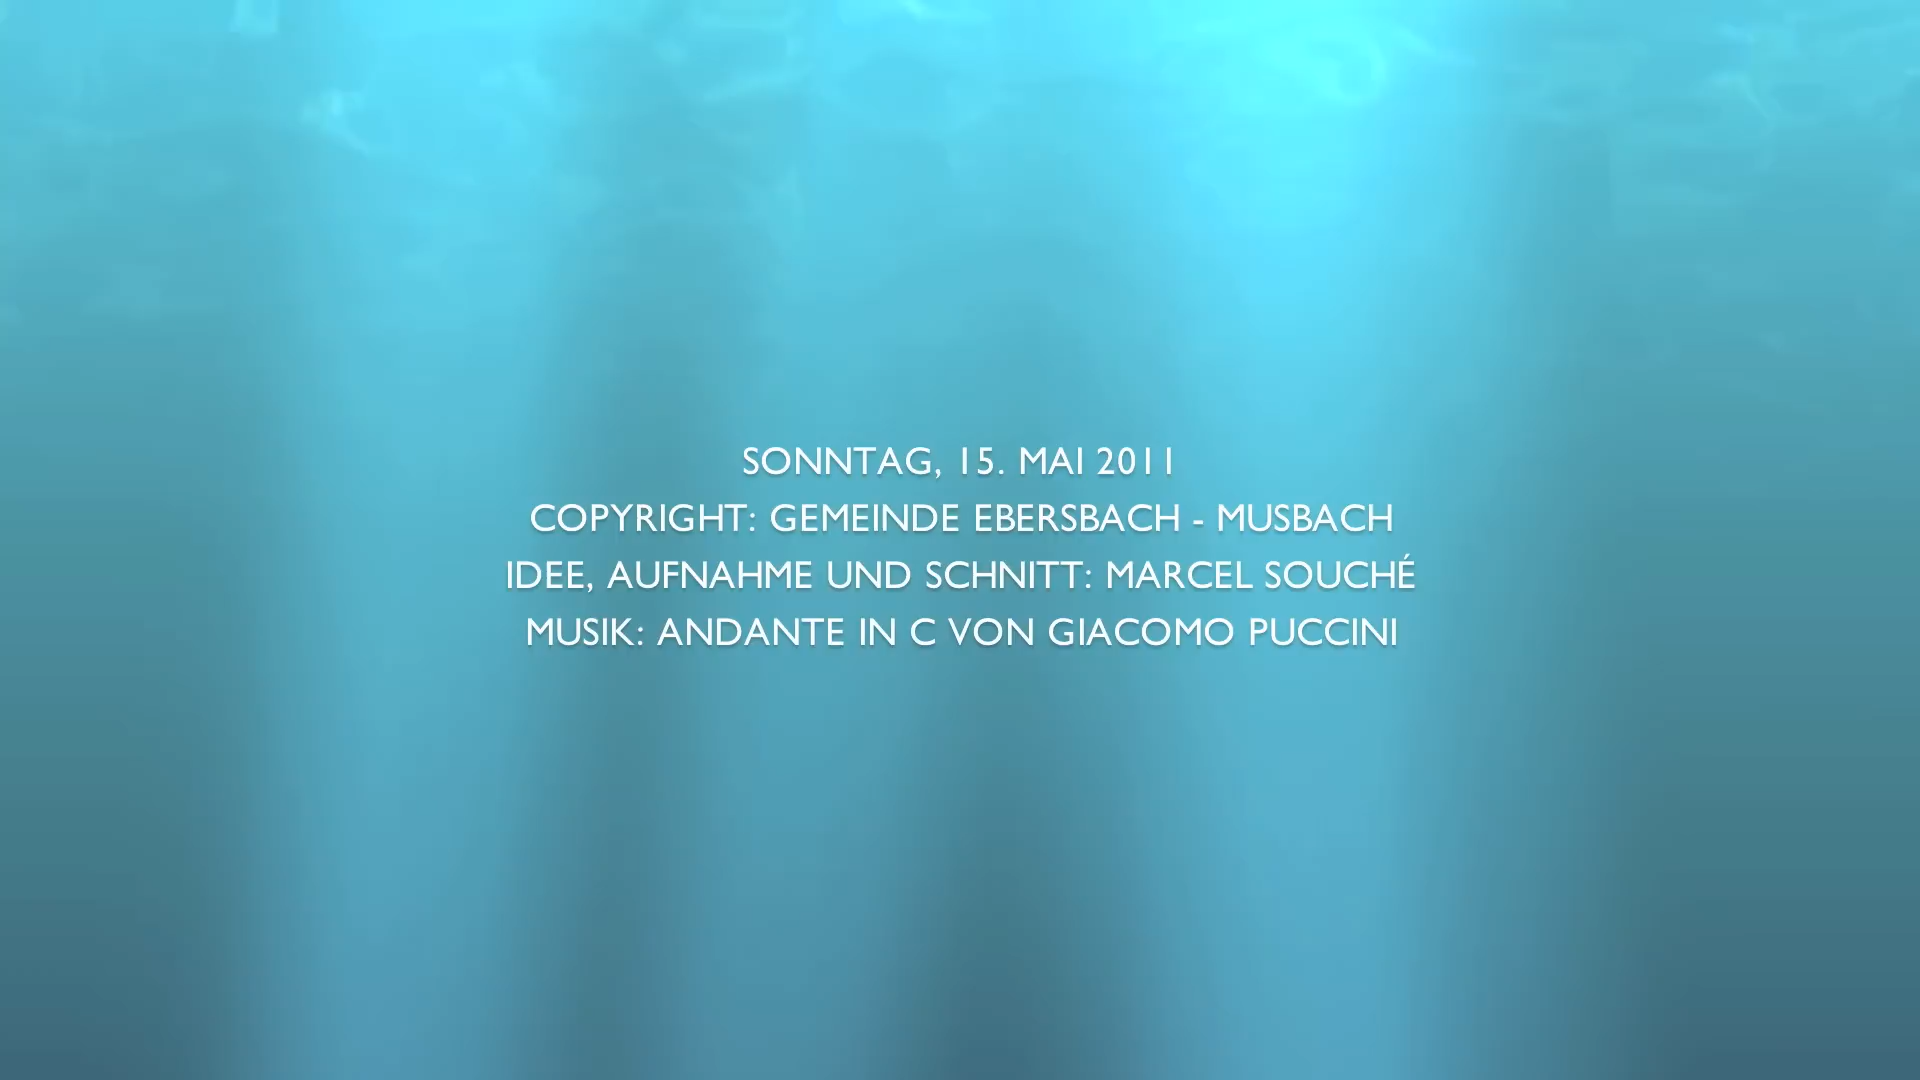 SONNTAG, 15. MAI 2011
COPYRIGHT: GEMEINDE EBERSBACH - MUSBACH
IDEE, AUFNAHME UND SCHNITT: MARCEL SOUCHÉ
MUSIK: ANDANTE IN C VON GIACOMO PUCCINI